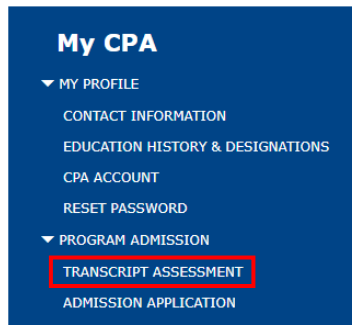 My CPA
MY PROFILE
CONTACT INFORMATION
EDUCATION HISTORY & DESIGNATIONS
CPA ACCOUNT
RESET PASSWORD
PROGRAM ADMISSION
TRANSCRIPT ASSESSMENT
ADMISSION APPLICATION